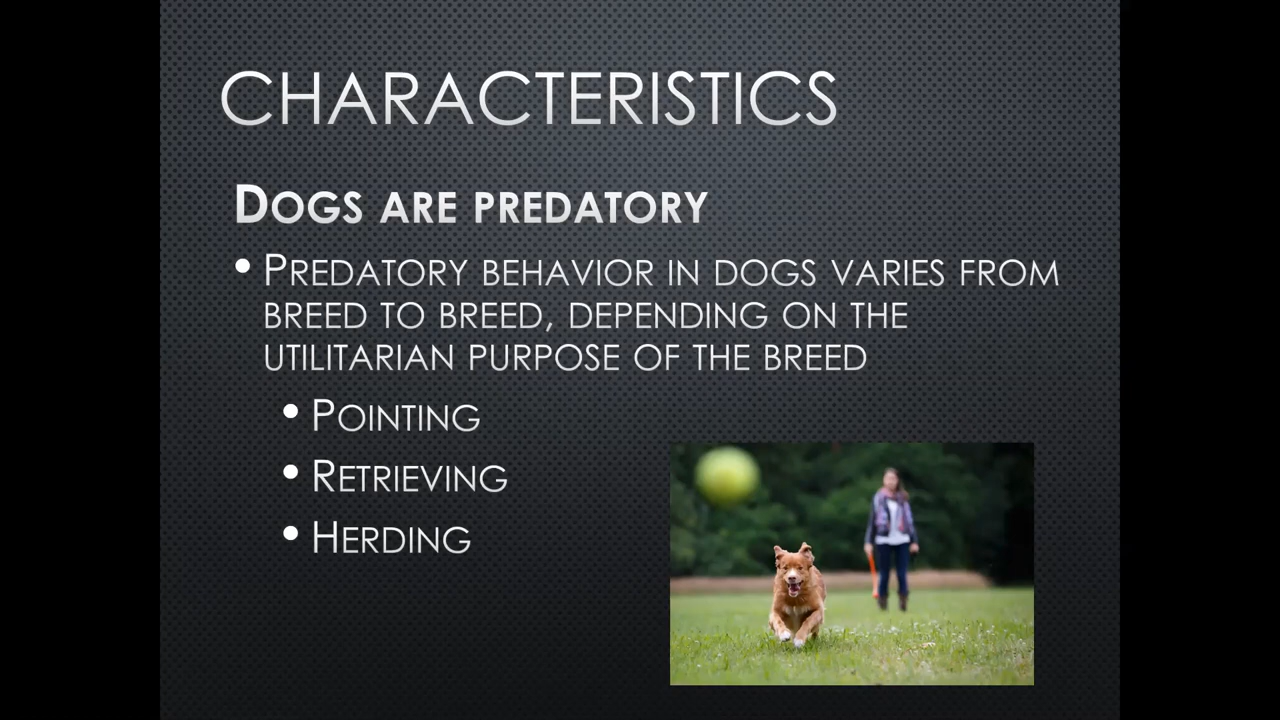 CHARACTERISTICS
DOGS ARE PREDATORY
• PREDATORY BEHAVIOR IN DOGS VARIES FROM
BREED TO BREED, DEPENDING ON THE
UTILITARIAN PURPOSE OF THE BREED
• POINTING
• RETRIEVING
• HERDING